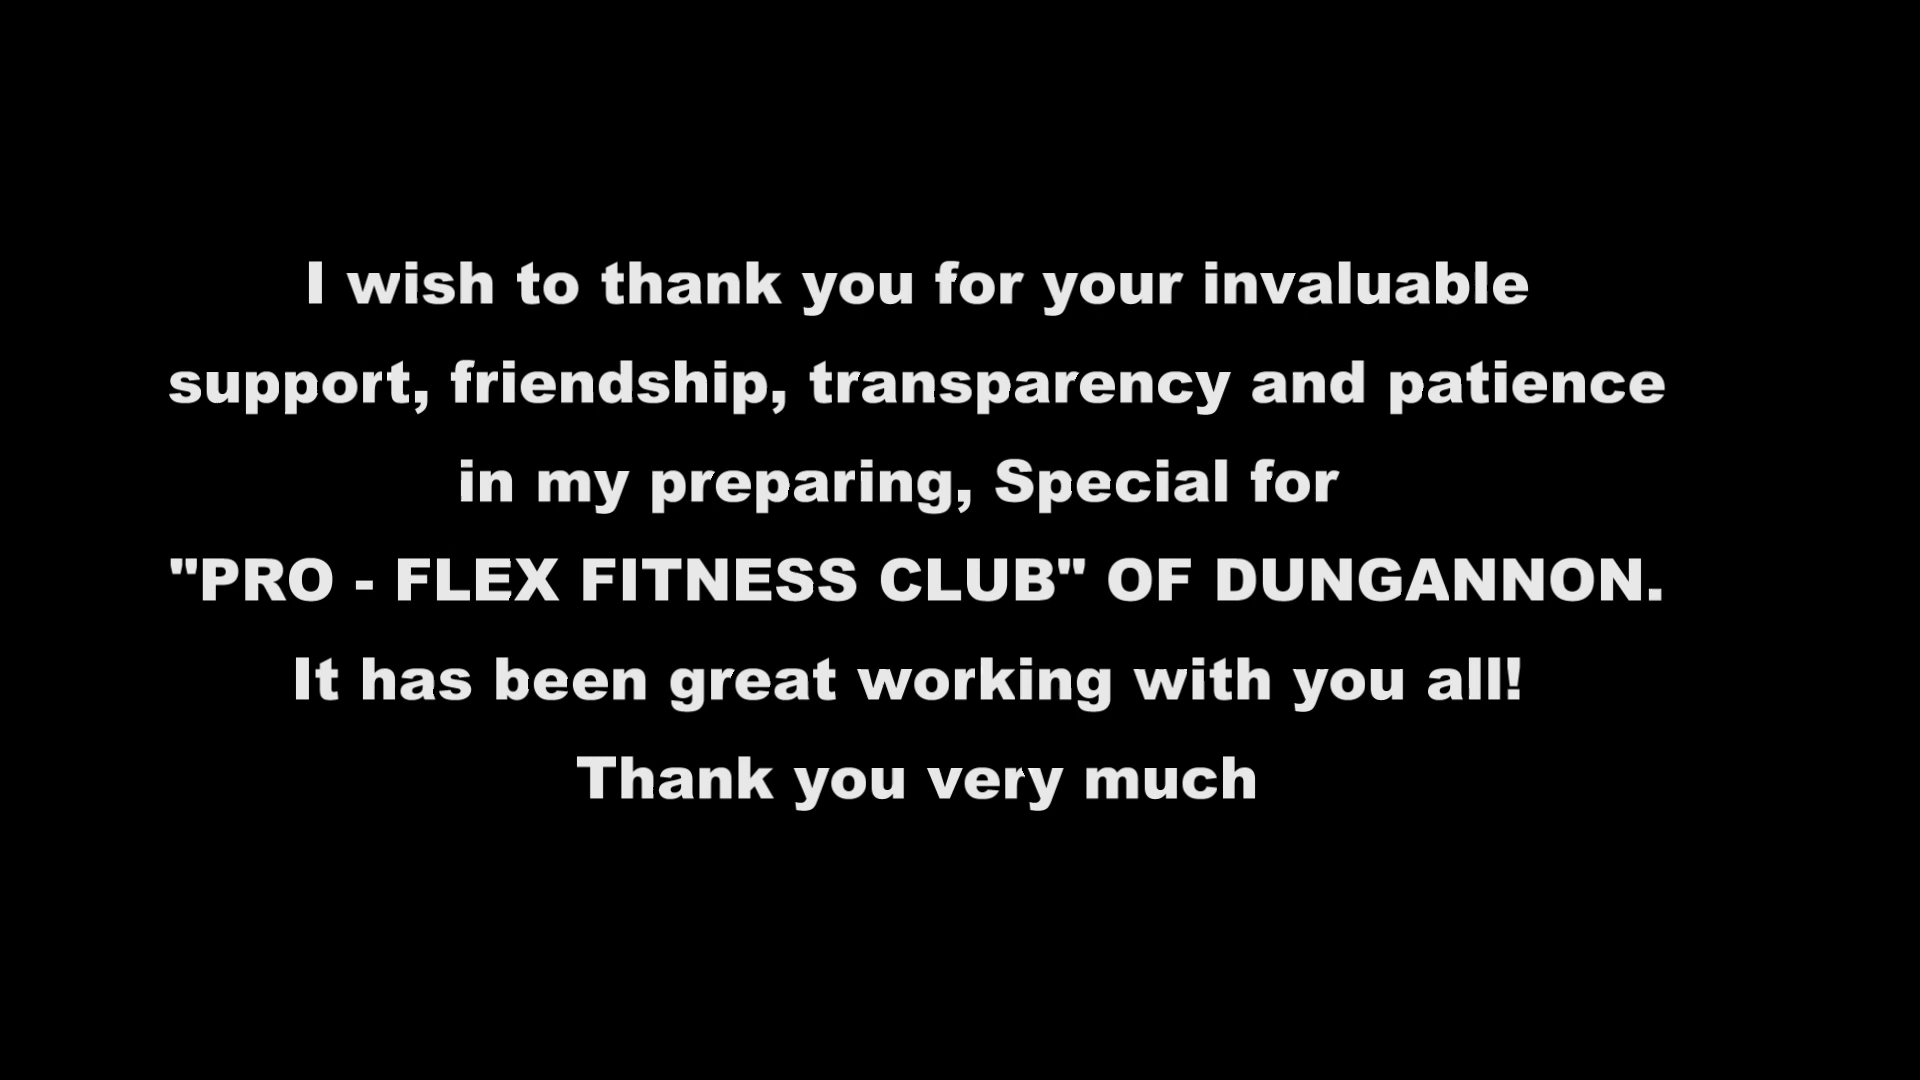 I wish to thank you for your invaluable
support, friendship, transparency and patience
in my preparing, Special for
"PRO - FLEX FITNESS CLUB" OF DUNGANNON.
It has been great working with you all!
Thank you very much